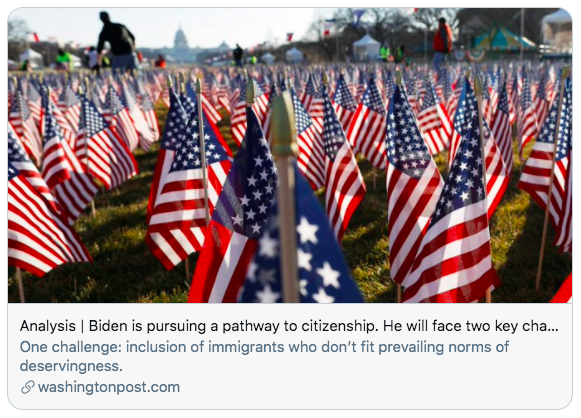 Analysis | Biden is pursuing a pathway to citizenship. He will face two key cha...
One challenge: inclusion of immigrants who don't fit prevailing norms of
deservingness.
washingtonpost.com